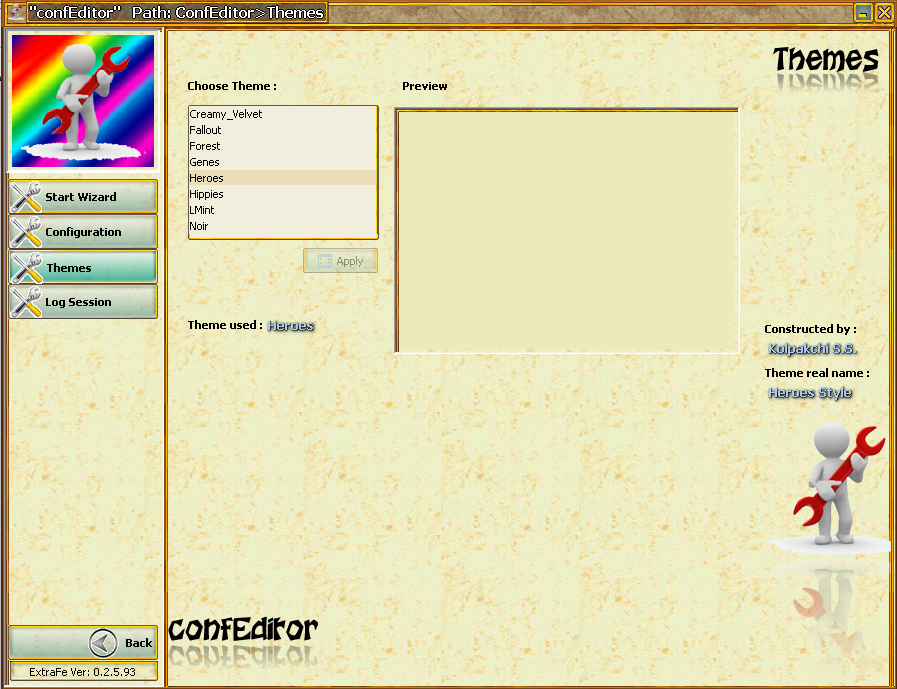 "confEditor" Path: ConfEditor>Themes
Themes
Choose Theme :
Preview
Creamy_Velvet
Fallout
Forest
Genes
Heroes
Hippies
LMint
Noir
Apply
Theme used : Heroes
Start Wizard
Configuration
Themes
Log Session
Constructed by :
Kolpakchi S.S.
Theme real name :
Heroes Style
confEditor
Back
ExtraFe Ver: 0.2.5.93